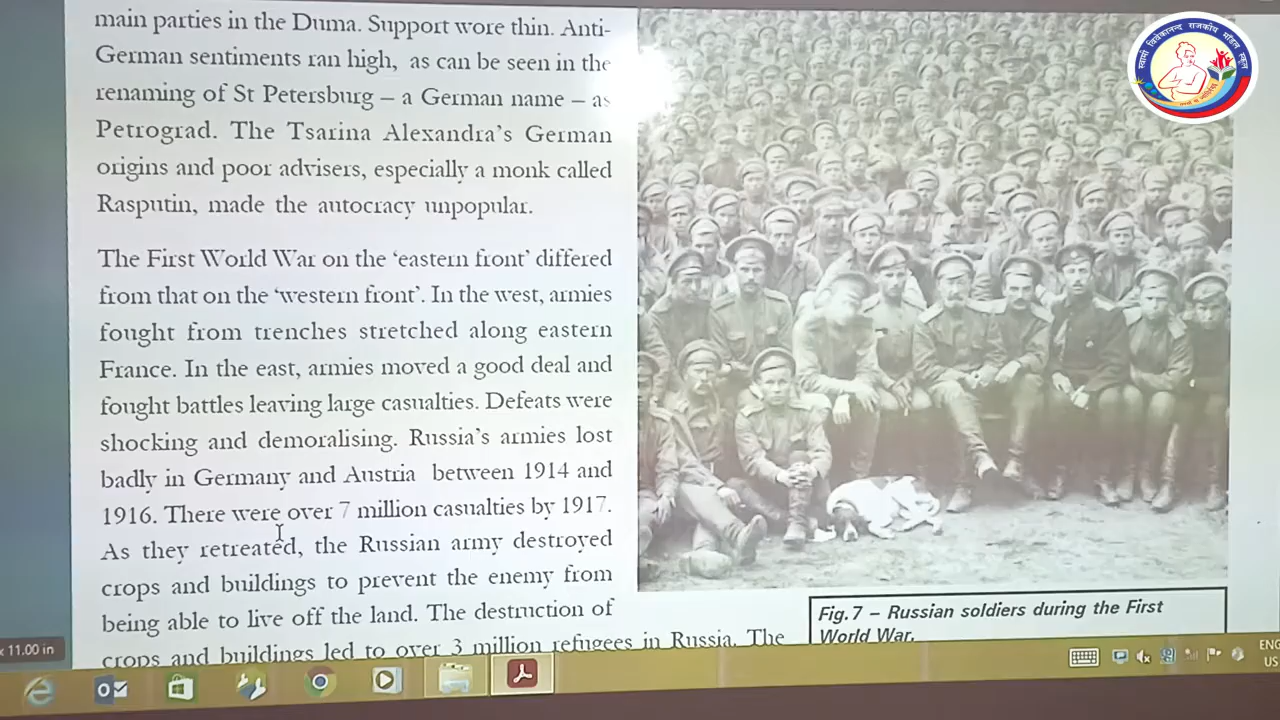 main parties in the Duma. Support wore thin. Anti-
German sentiments ran high, as can be seen in the
renaming of St Petersburg – a German name – as
Petrograd. The Tsarina Alexandra's German
origins and poor advisers, especially a monk called
Rasputin, made the autocracy unpopular.
The First World War on the 'eastern front' differed
from that on the 'western front'. In the west, armies
fought from trenches stretched along eastern
France. In the east, armies moved a good deal and
fought battles leaving large casualties. Defeats were
shocking and demoralising. Russia's armies lost
badly in Germany and Austria between 1914 and
1916. There were over 7 million casualties by 1917.
As they retreated, the Russian army destroyed
crops and buildings to prevent the enemy from
being able to live off the land. The destruction of
crops and buildings led to over 3 million refugees in Russia. The
Fig.7 – Russian soldiers during the First
World War.
स्वामी विवेकानन्द राजकीय मॉडल स्कूल
x 11.00 in
ENG
US